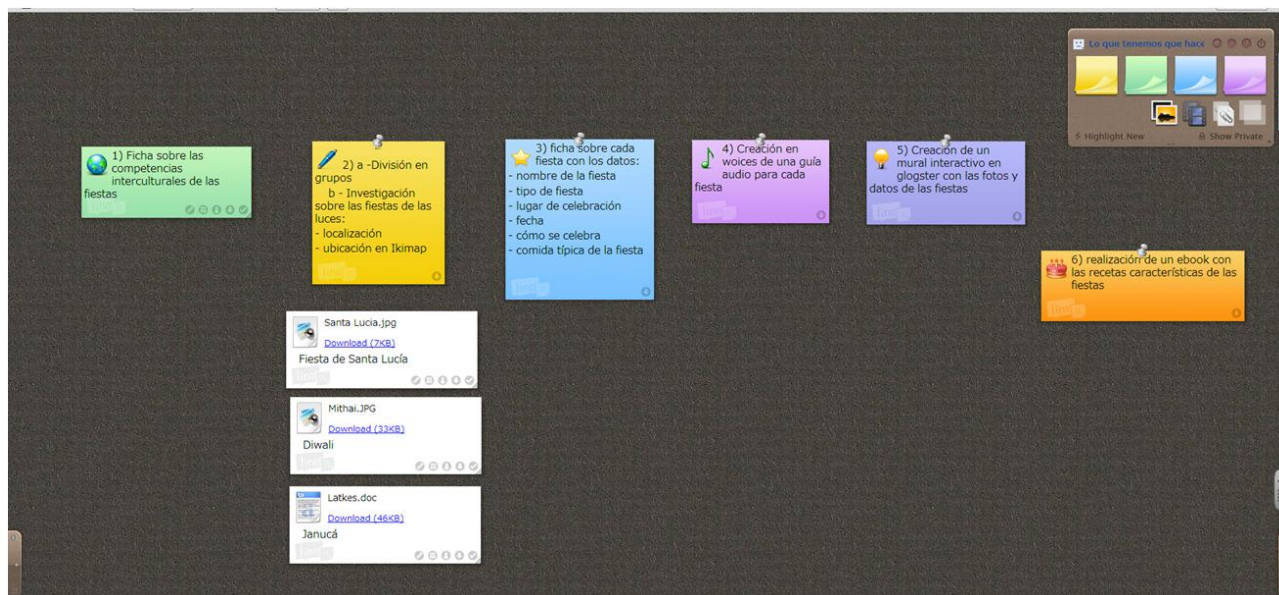 Lo que tenemos que hace
Highlight New
Show Private
1) Ficha sobre las
competencias
interculturales de las
fiestas
2) a -División en
grupos
b - Investigación
sobre las fiestas de las
luces:
- localización
- ubicación en Ikimap
3) ficha sobre cada
fiesta con los datos:
- nombre de la fiesta
- tipo de fiesta
- lugar de celebración
- fecha
- cómo se celebra
- comida típica de la fiesta
4) Creación en
woices de una guía
audio para cada
fiesta
5) Creación de un
mural interactivo en
glogster con las fotos y
datos de las fiestas
6) realización de un ebook con
las recetas características de las
fiestas
Santa Lucia.jpg
Download (7KB)
Fiesta de Santa Lucía
Mithai.JPG
Download (33KB)
Diwali
Latkes.doc
Download (46KB)
Janucá